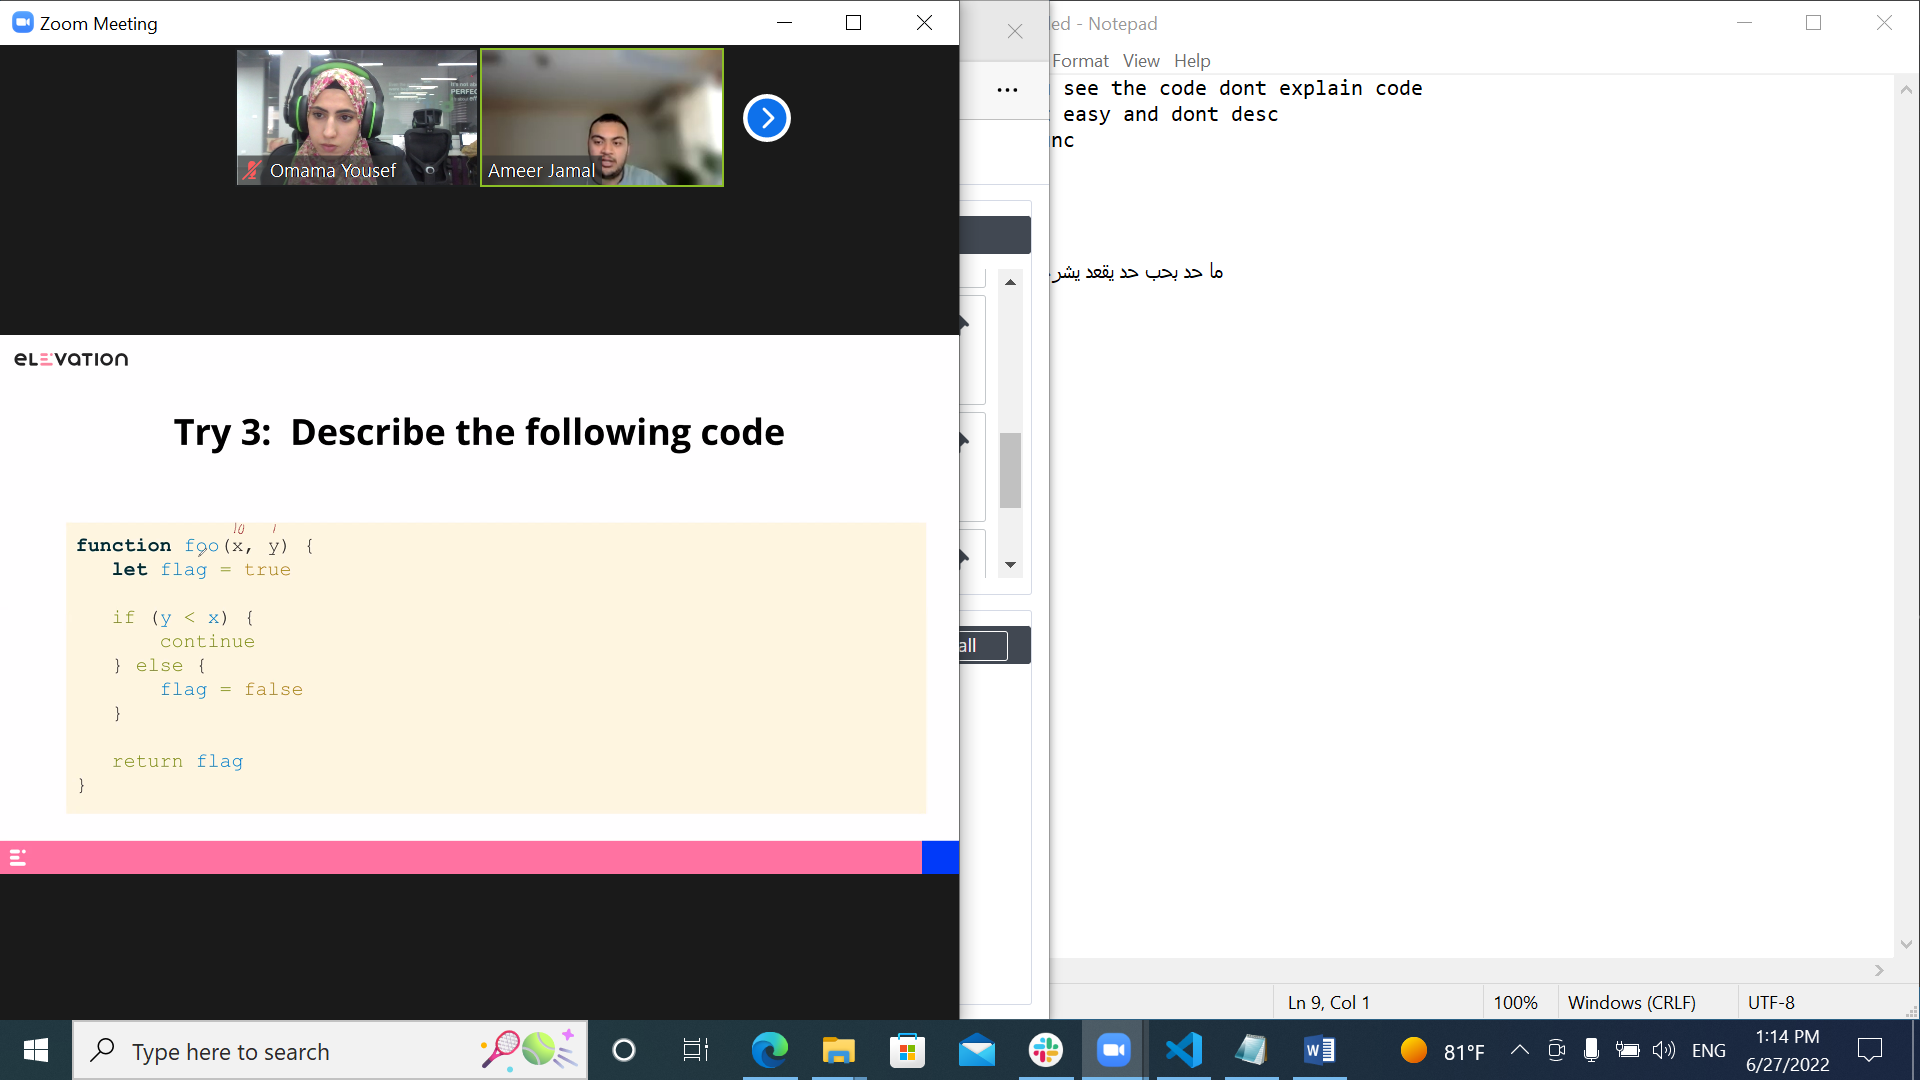 Zoom Meeting
Omama Yousef
Ameer Jamal
elevation
Try 3: Describe the following code
10 1
function foo(x, y) {
let flag = true
if (y < x) {
continue
} else {
flag = false
}
return flag
}
- Notepad
Format View Help
see the code dont explain code
easy and dont desc
ما حد بحب حد يقعد يشر
all
Ln 9, Col 1
100%
Windows (CRLF)
UTF-8
Type here to search
81°F
ENG
1:14 PM
6/27/2022